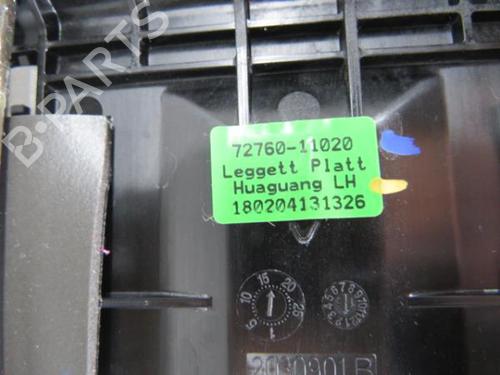 B-PARTS
72760-11020
Leggett Platt
Huaguang LH
180204131326